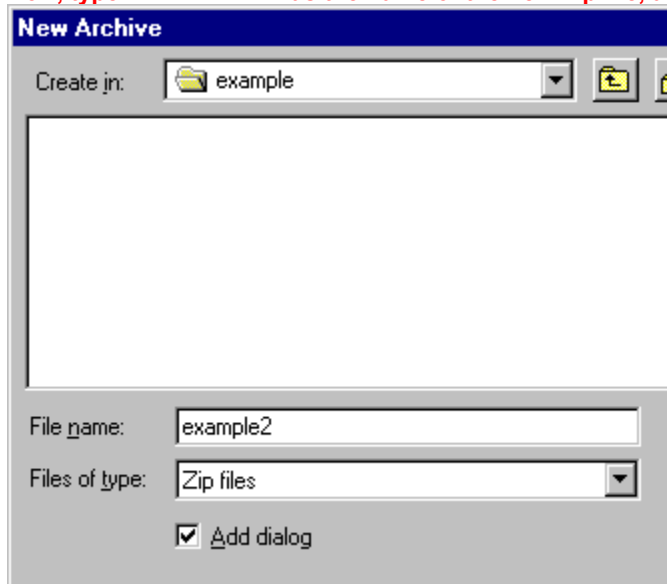 New Archive
Create in:
example
File name:
example2
Files of type:
Zip files
Add dialog